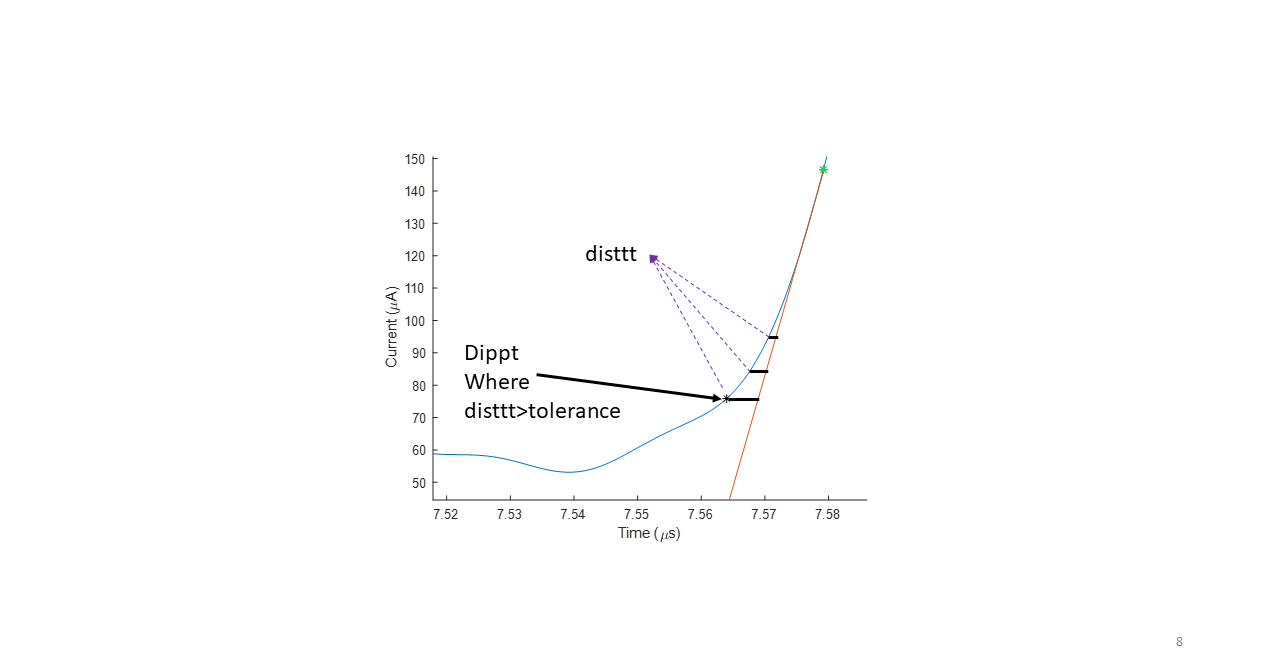 150
140
130
120
110
100
90
80
70
60
50
Current (μA)
disttt
Dippt
Where
disttt>tolerance
7.52 7.53 7.54 7.55 7.56 7.57 7.58
Time (μs)
8